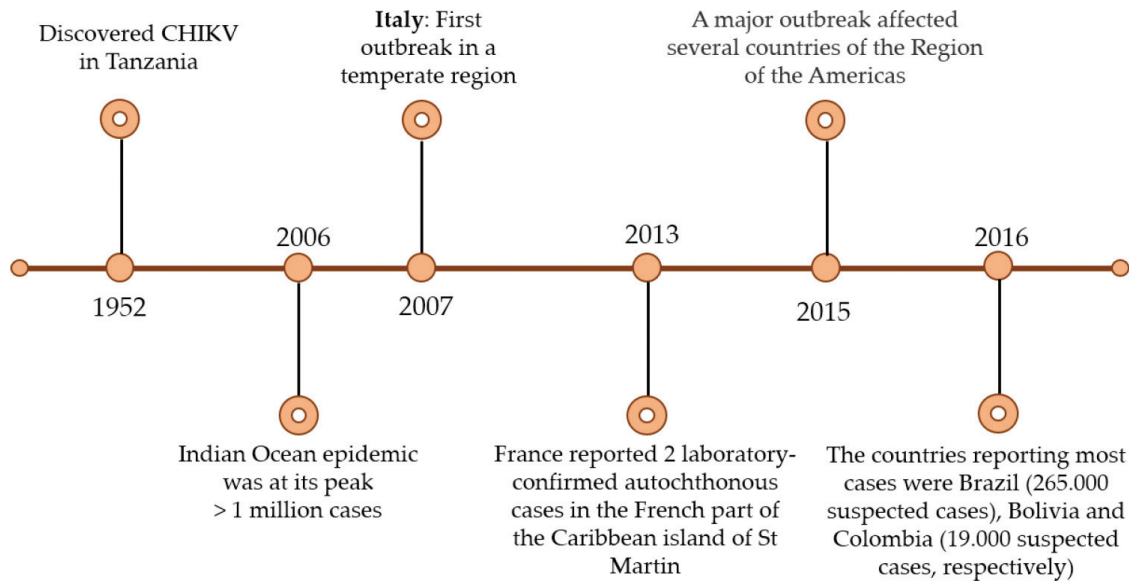 Discovered CHIKV
in Tanzania
1952
2006
Indian Ocean epidemic
was at its peak
> 1 million cases
Italy: First
outbreak in a
temperate region
2007
2013
France reported 2 laboratory-
confirmed autochthonous
cases in the French part of
the Caribbean island of St
Martin
A major outbreak affected
several countries of the Region
of the Americas
2015
2016
The countries reporting most
cases were Brazil (265.000
suspected cases), Bolivia and
Colombia (19.000 suspected
cases, respectively)